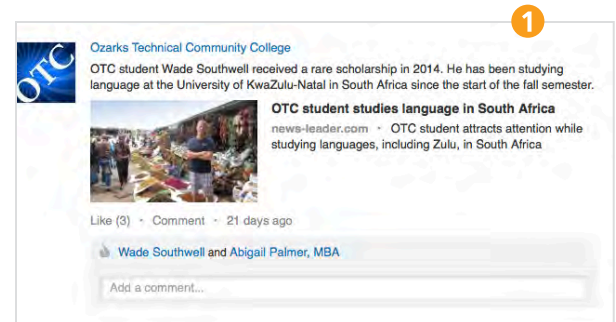 1
OTC
Ozarks Technical Community College
OTC student Wade Southwell received a rare scholarship in 2014. He has been studying
language at the University of KwaZulu-Natal in South Africa since the start of the fall semester.
OTC student studies language in South Africa
news-leader.com · OTC student attracts attention while
studying languages, including Zulu, in South Africa
Like (3) · Comment · 21 days ago
Wade Southwell and Abigail Palmer, MBA
Add a comment...